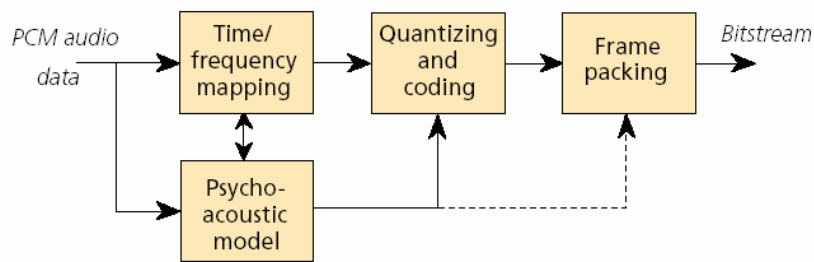 PCM audio
data
Time/
frequency
mapping
Quantizing
and
coding
Frame
packing
Bitstream
Psycho-
acoustic
model